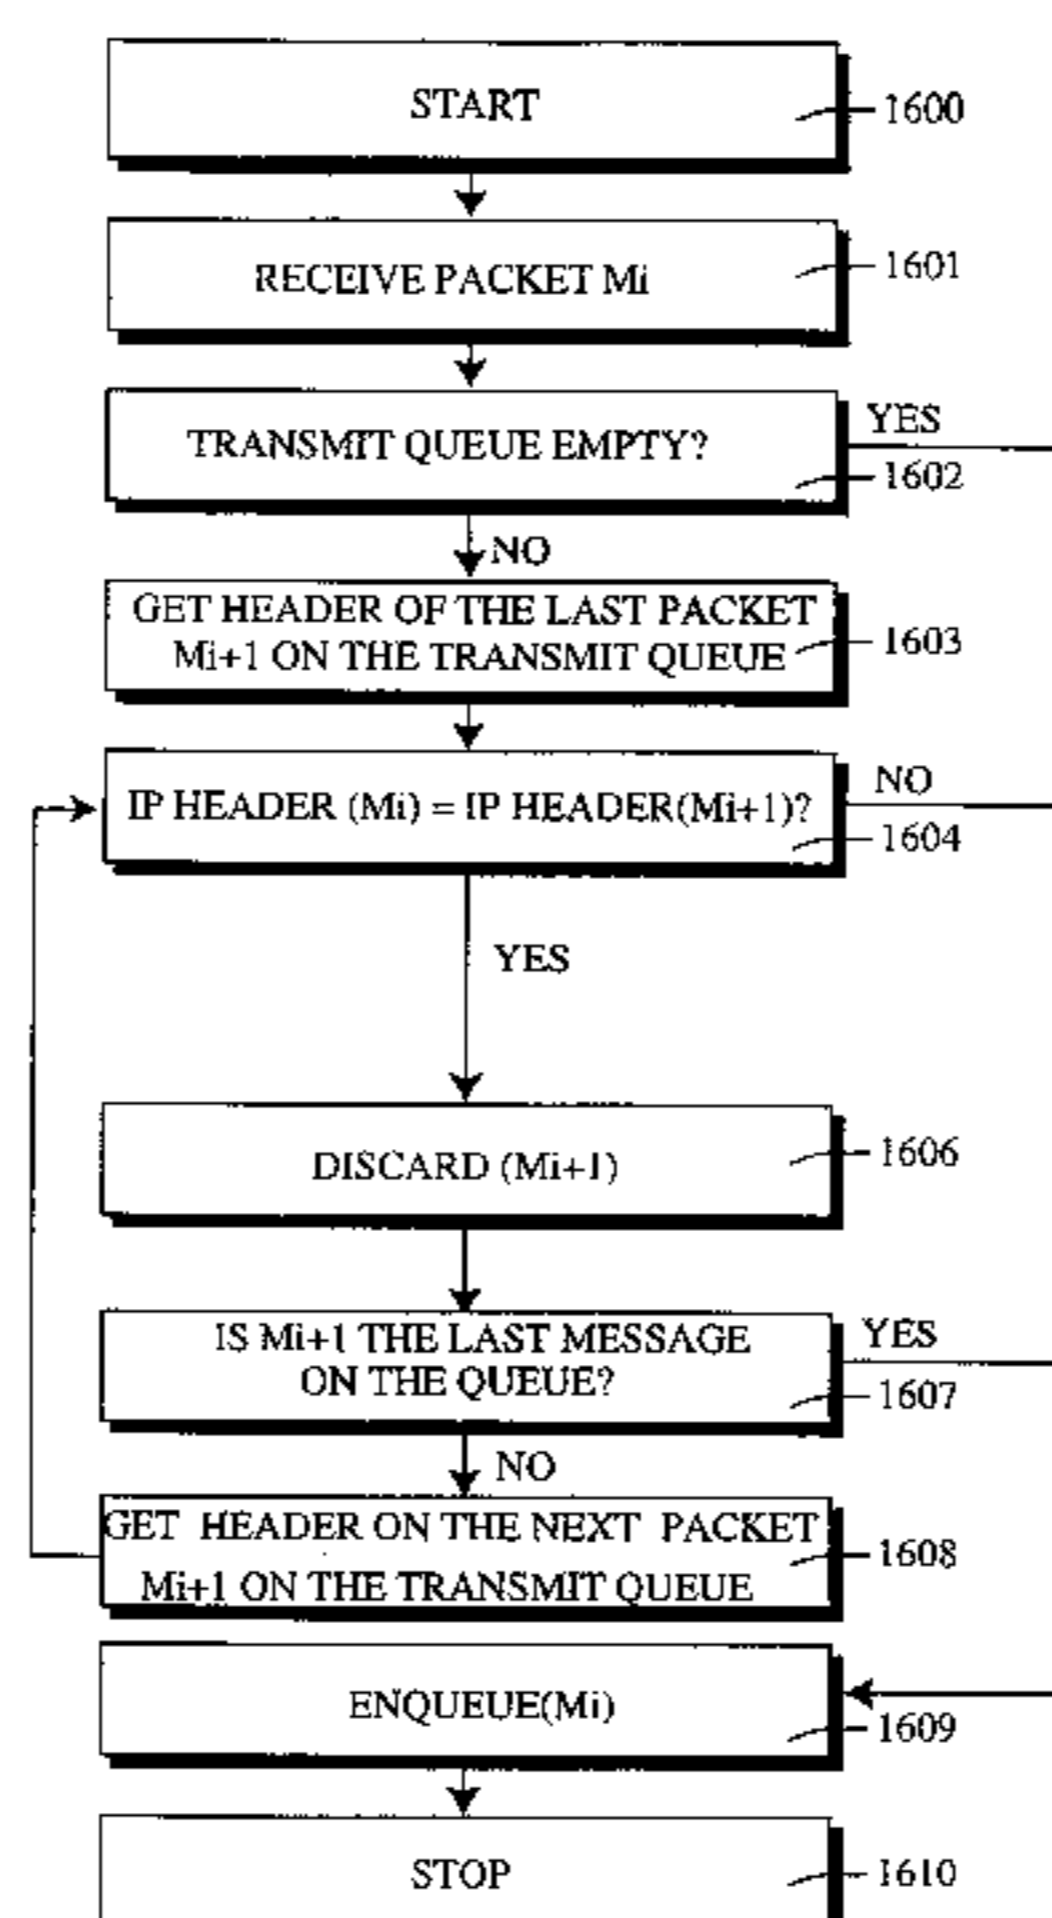 START
1600
RECEIVE PACKET Mi
1601
TRANSMIT QUEUE EMPTY?
YES
1602
NO
GET HEADER OF THE LAST PACKET
Mi+1 ON THE TRANSMIT QUEUE
1603
IP HEADER (Mi) = IP HEADER(Mi+1)?
NO
1604
YES
DISCARD (Mi+1)
1606
IS Mi+1 THE LAST MESSAGE
ON THE QUEUE?
YES
1607
NO
GET HEADER ON THE NEXT PACKET
Mi+1 ON THE TRANSMIT QUEUE
1608
ENQUEUE(Mi)
1609
STOP
1610